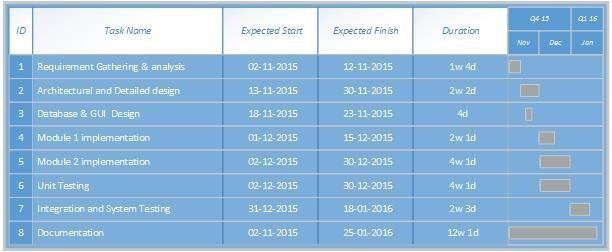 ID Task Name Expected Start Expected Finish Duration Q4 15 Q1 16
Nov Dec Jan
1 Requirement Gathering & analysis 02-11-2015 12-11-2015 1w 4d
2 Architectural and Detailed design 13-11-2015 30-11-2015 2w 2d
3 Database & GUI Design 18-11-2015 23-11-2015 4d
4 Module 1 implementation 01-12-2015 15-12-2015 2w 1d
5 Module 2 implementation 02-12-2015 30-12-2015 4w 1d
6 Unit Testing 02-12-2015 30-12-2015 4w 1d
7 Integration and System Testing 31-12-2015 18-01-2016 2w 3d
8 Documentation 02-11-2015 25-01-2016 12w 1d